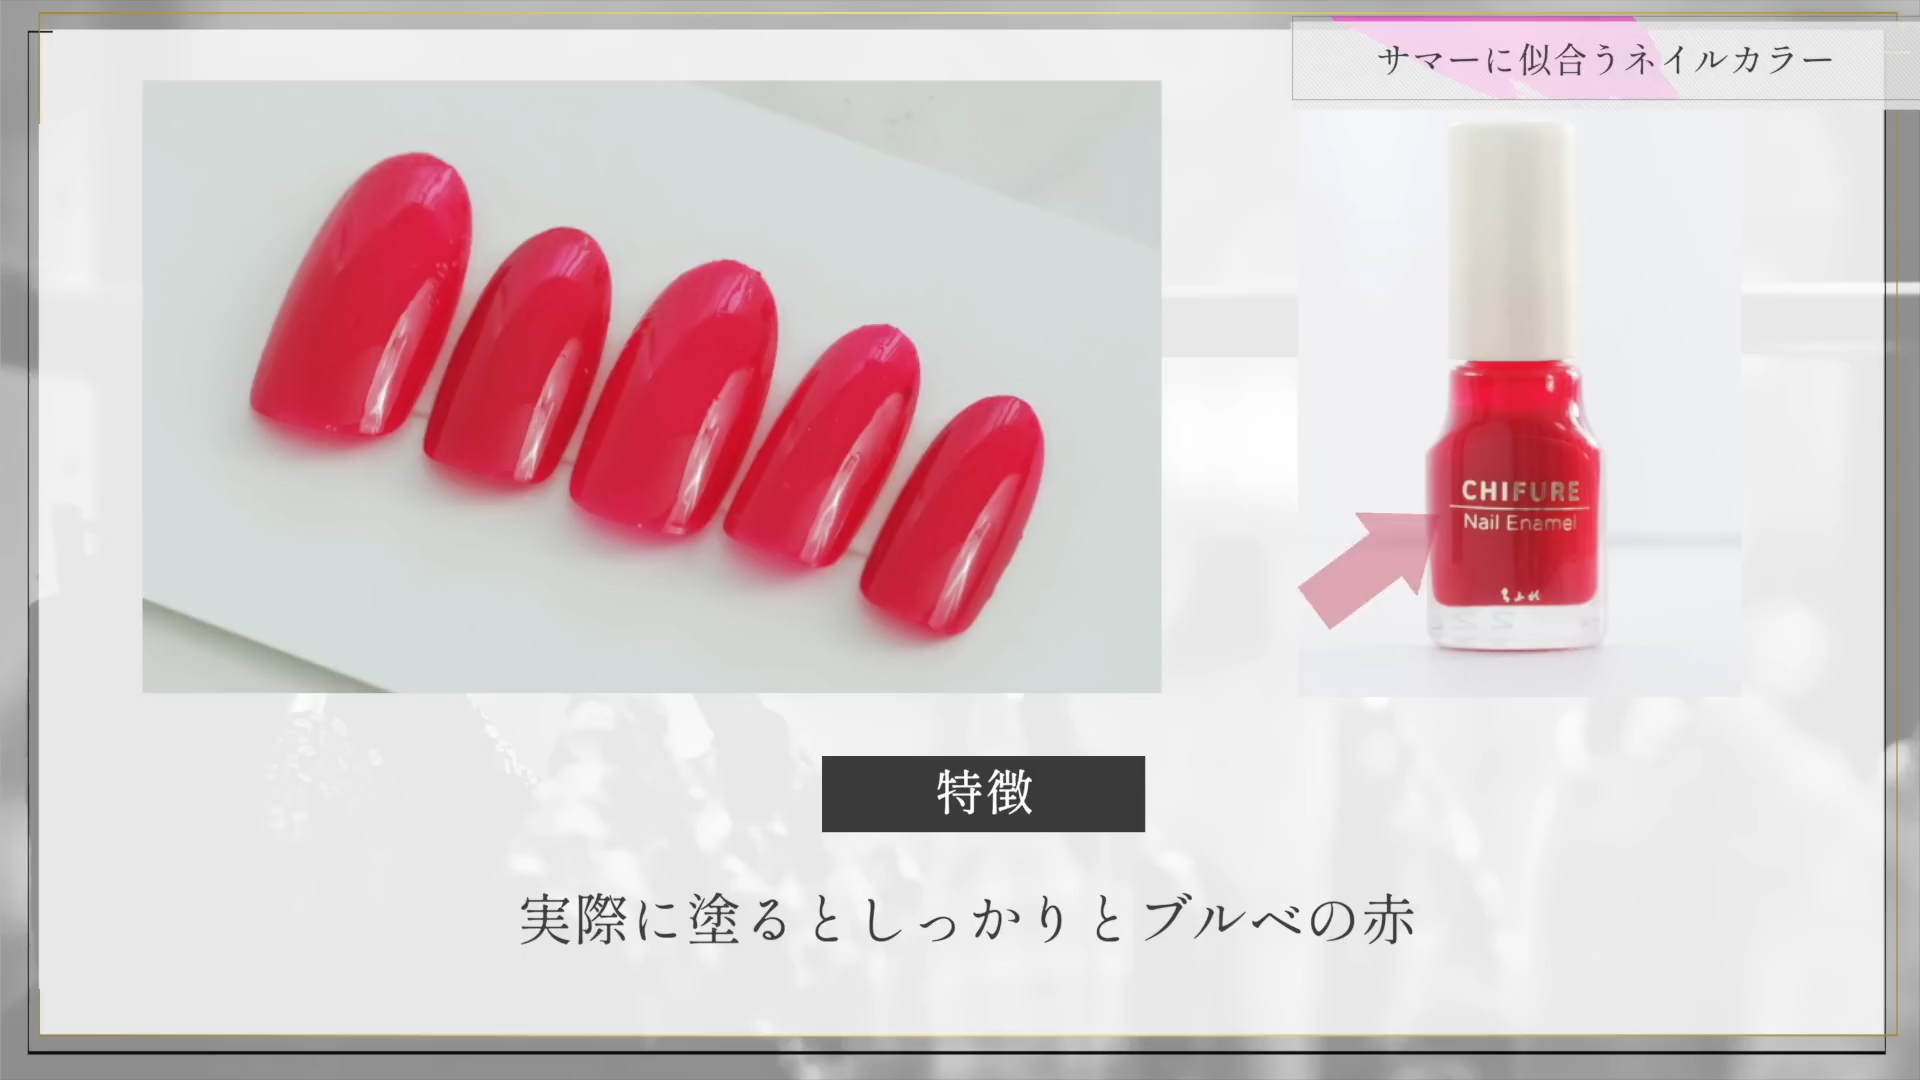 サマーに似合うネイルカラー
CHIFURE
Nail Enamel
ちふれ
特徴
実際に塗るとしっかりとブルベの赤